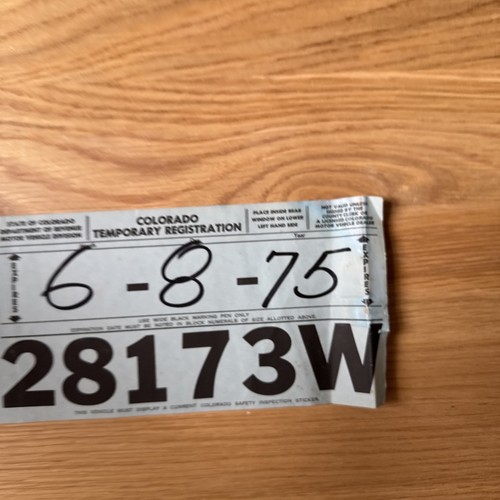 STATE OF COLORADO
DEPARTMENT OF REVENUE
MOTOR VEHICLE DIVISION
COLORADO
TEMPORARY REGISTRATION
PLACE INSIDE REAR
WINDOW ON LOWER
LEFT HAND SIDE
NOT VALID UNLESS
SIGNED BY THE
COUNTY CLERK OR
A LICENSED COLORADO
MOTOR VEHICLE DEALER
Year
EXPIRES
6-8-75
EXPIRES
USE WIDE BLACK MARKING PEN ONLY
EXPIRATION DATE MUST BE NOTED IN BLOCK NUMERALS OF SIZE ALLOTTED ABOVE.
28173W
THIS VEHICLE MUST DISPLAY A CURRENT COLORADO SAFETY INSPECTION STICKER